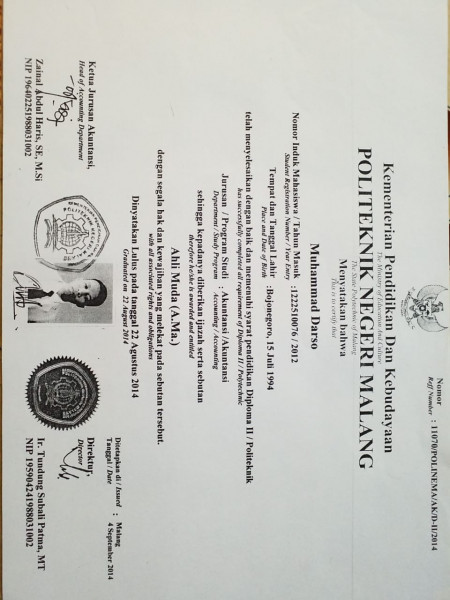 Nomor
Reff Number : 11070/POLINEMA/AK/D-II/2014
Kementerian Pendidikan Dan Kebudayaan
The Ministry of Education And Culture
POLITEKNIK NEGERI MALANG
The State Polytechnic of Malang
Menyatakan bahwa
This is to certify that
Muhammad Darso
Nomor Induk Mahasiswa / Tahun Masuk :1222510076 / 2012
Student Registration Number / Year Entry
Tempat dan Tanggal Lahir :Bojonegoro, 15 Juli 1994
Place and Date of Birth
telah menyelesaikan dengan baik dan memenuhi syarat pendidikan Diploma II / Politeknik
has successfully completed all requirement of Diploma II / Polytechnic
Jurusan / Program Studi : Akuntansi /Akuntansi
Department / Study Program : Accounting / Accounting
sehingga kepadanya diberikan ijazah serta sebutan
therefore he/she is awarded and entitled
Ahli Muda (A.Ma.)
dengan segala hak dan kewajiban yang melekat pada sebutan tersebut.
with all associated rights and obligations
Dinyatakan Lulus pada tanggal 22 Agustus 2014
Graduated on 22 August 2014
Ketua Jurusan Akuntansi,
Head of Accounting Department
Zainal Abdul Haris, SE, M.Si
NIP 196402251988031002
Ditetapkan di / Issued : Malang
Tanggal / Date : 4 September 2014
Direktur,
Director
Ir. Tundung Subali Patma, MT
NIP 195904241988031002